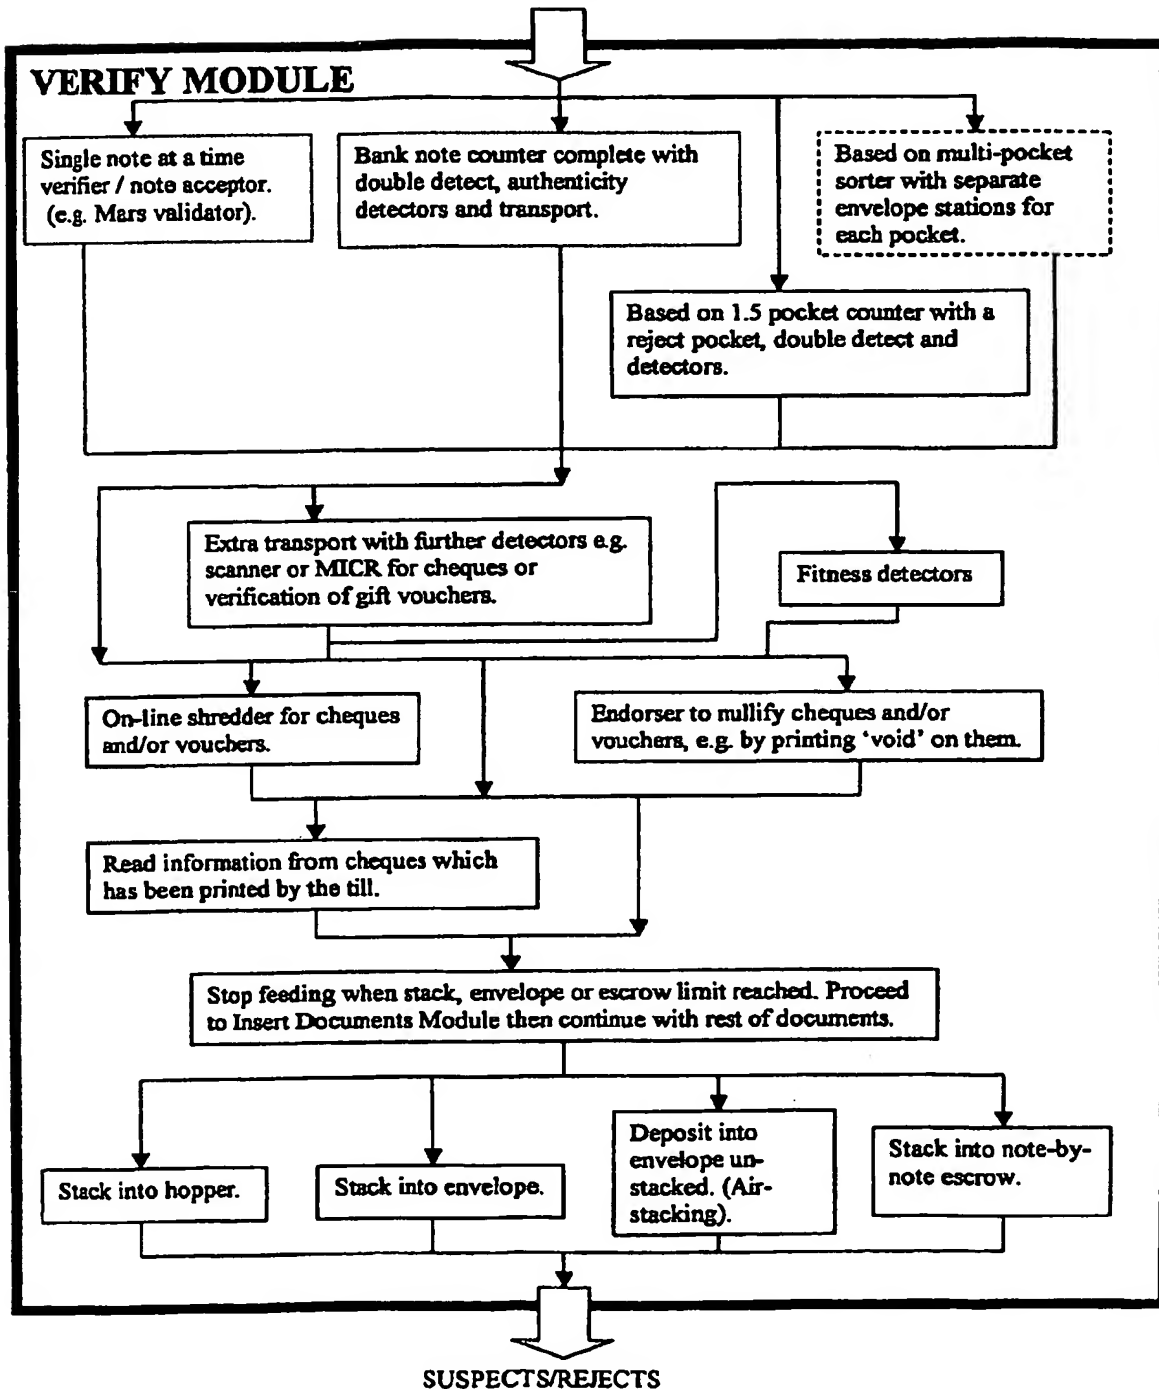 VERIFY MODULE
Single note at a time
verifier / note acceptor.
(e.g. Mars validator).
Bank note counter complete with
double detect, authenticity
detectors and transport.
Based on multi-pocket
sorter with separate
envelope stations for
each pocket.
Based on 1.5 pocket counter with a
reject pocket, double detect and
detectors.
Extra transport with further detectors e.g.
scanner or MICR for cheques or
verification of gift vouchers.
Fitness detectors
On-line shredder for cheques
and/or vouchers.
Endorser to nullify cheques and/or
vouchers, e.g. by printing ‘void’ on them.
Read information from cheques which
has been printed by the till.
Stop feeding when stack, envelope or escrow limit reached. Proceed
to Insert Documents Module then continue with rest of documents.
Stack into hopper.
Stack into envelope.
Deposit into
envelope un-
stacked. (Air-
stacking).
Stack into note-by-
note escrow.
SUSPECTS/REJECTS